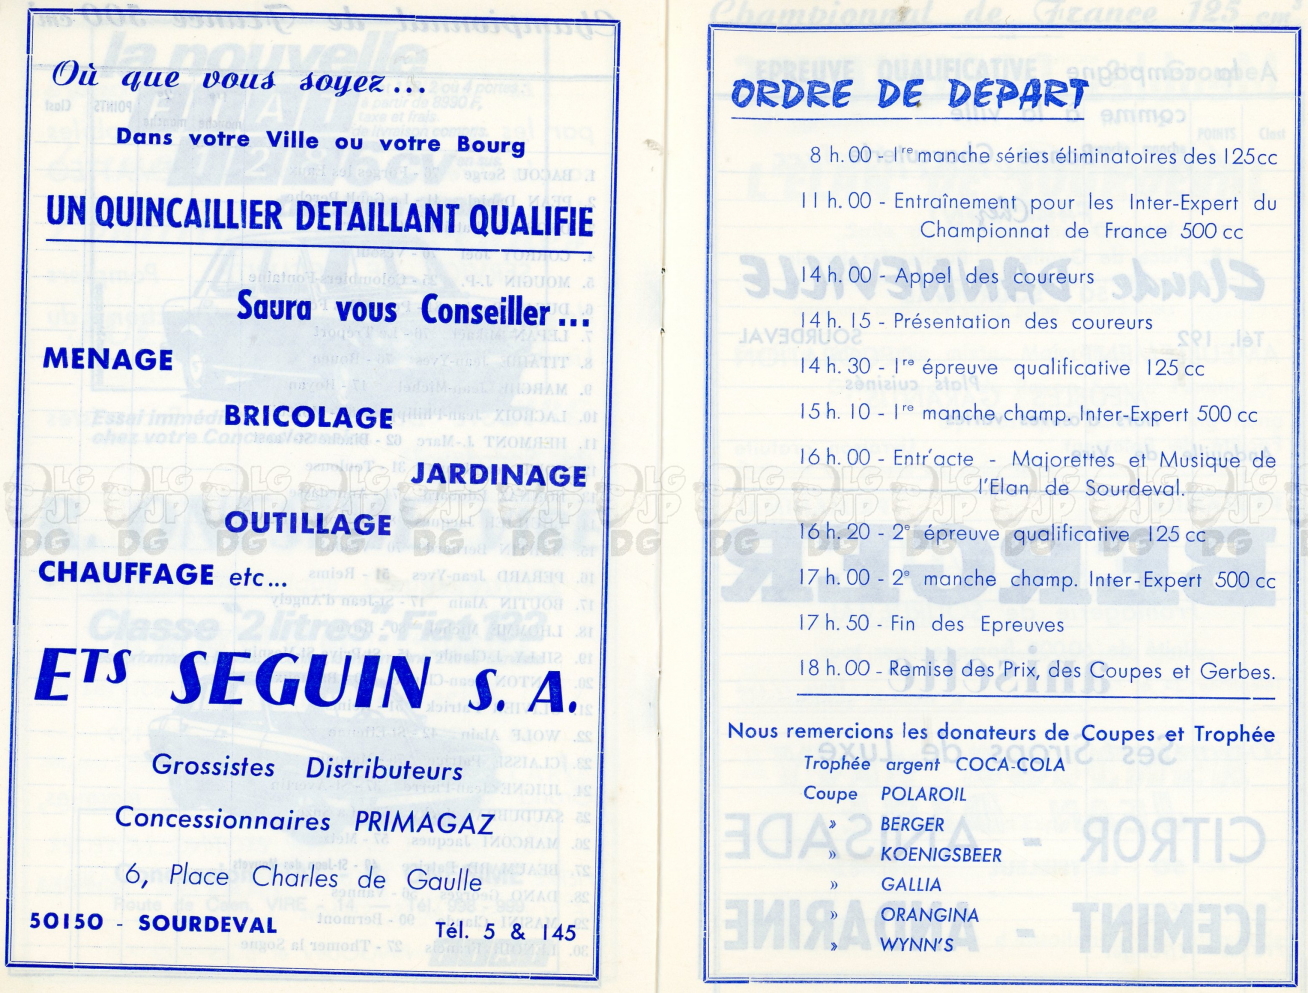 Où que vous soyez...
Dans votre Ville ou votre Bourg
UN QUINCAILLIER DETAILLANT QUALIFIE
Saura vous Conseiller...
MENAGE
BRICOLAGE
JARDINAGE
OUTILLAGE
CHAUFFAGE etc...
ETS SEGUIN S. A.
Grossistes Distributeurs
Concessionnaires PRIMAGAZ
6, Place Charles de Gaulle
50150 - SOURDEVAL Tél. 5 & 145
ORDRE DE DÉPART
8 h. 00 - 1re manche séries éliminatoires des 125cc
11 h. 00 - Entraînement pour les Inter-Expert du
Championnat de France 500 cc
14 h. 00 - Appel des coureurs
14 h. 15 - Présentation des coureurs
14 h. 30 - 1re épreuve qualificative 125 cc
15 h. 10 - 1re manche champ. Inter-Expert 500 cc
16 h. 00 - Entr'acte - Majorettes et Musique de
l'Elan de Sourdeval.
16 h. 20 - 2e épreuve qualificative 125 cc
17 h. 00 - 2e manche champ. Inter-Expert 500 cc
17 h. 50 - Fin des Epreuves
18 h. 00 - Remise des Prix, des Coupes et Gerbes.
Nous remercions les donateurs de Coupes et Trophée
Trophée argent COCA-COLA
Coupe POLAROIL
» BERGER
» KOENIGSBEER
» GALLIA
» ORANGINA
» WYNN'S